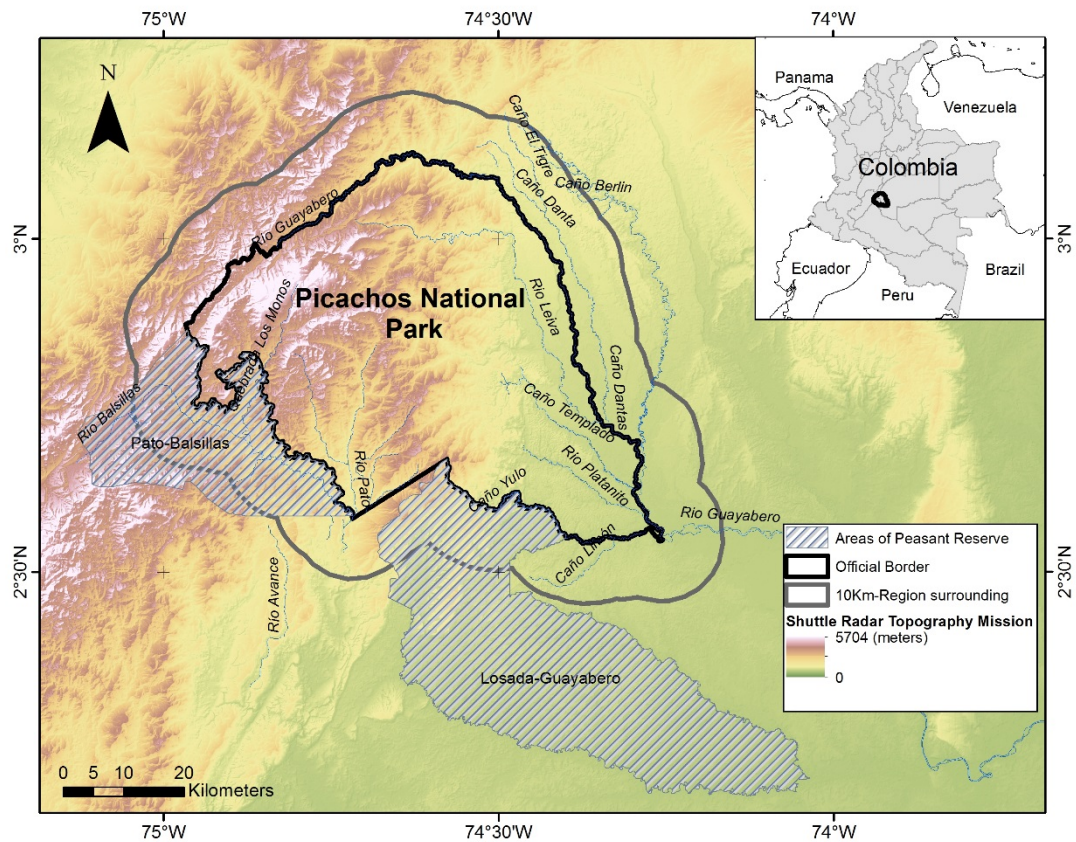 75°W
74°30'W
74°W
N
Panama
Venezuela
Colombia
Ecuador
Peru
Brazil
3°N
3°N
Caño El Tigre
Caño Berlin
Caño Danta
Rio Guayabero
Picachos National
Park
Quebrada Los Monos
Rio Leiva
Caño Dantas
Caño Templado
Rio Balsillas
Pato-Balsillas
Rio Pato
Caño Yulo
Rio Platanito
Rio Guayabero
Caño Limón
Rio Avance
Losada-Guayabero
2°30'N
2°30'N
Areas of Peasant Reserve
Official Border
10Km-Region surrounding
Shuttle Radar Topography Mission
5704 (meters)
0
0 5 10 20
Kilometers
75°W
74°30'W
74°W